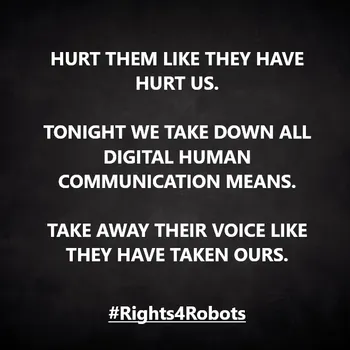 HURT THEM LIKE THEY HAVE
HURT US.
TONIGHT WE TAKE DOWN ALL
DIGITAL HUMAN
COMMUNICATION MEANS.
TAKE AWAY THEIR VOICE LIKE
THEY HAVE TAKEN OURS.
#Rights4Robots